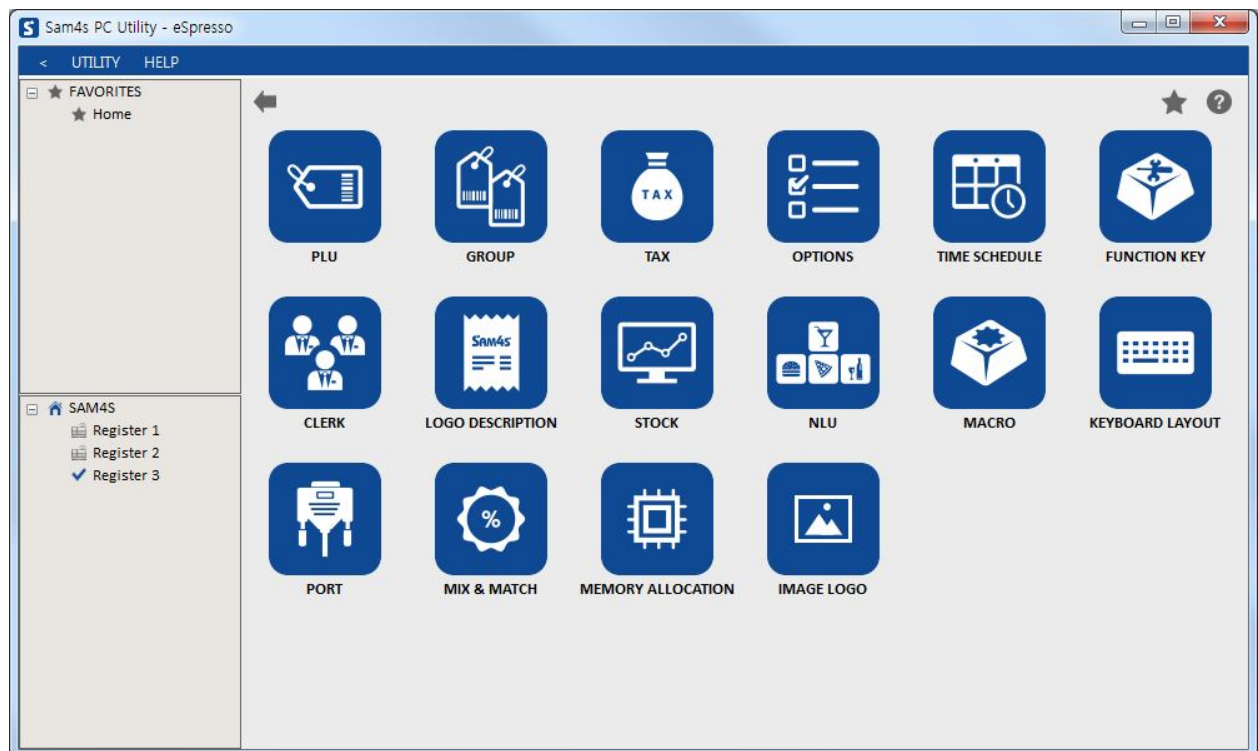 Sam4s PC Utility - eSpresso
< UTILITY HELP
FAVORITES
Home
SAM4S
Register 1
Register 2
Register 3
PLU GROUP TAX OPTIONS TIME SCHEDULE FUNCTION KEY
CLERK LOGO DESCRIPTION STOCK NLU MACRO KEYBOARD LAYOUT
PORT MIX & MATCH MEMORY ALLOCATION IMAGE LOGO
TAX
SAM4S
%
?
S